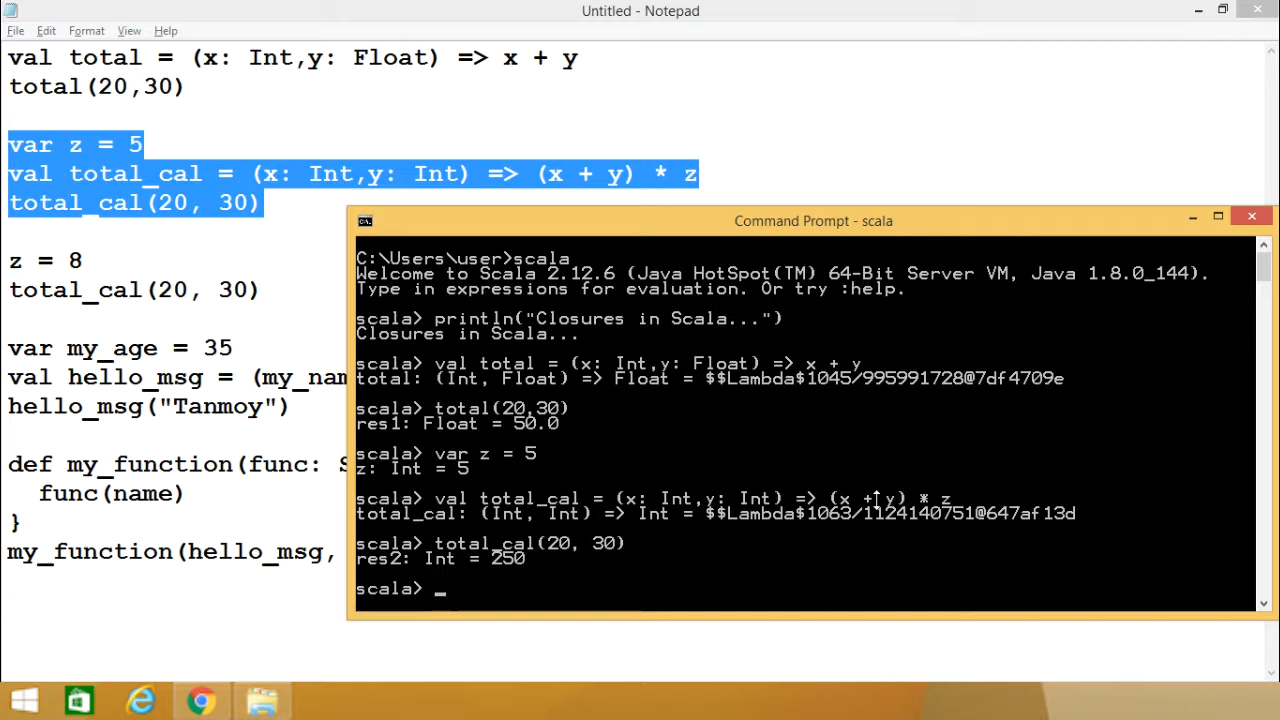 Untitled - Notepad
File Edit Format View Help
val total = (x: Int,y: Float) => x + y
total(20,30)
var z = 5
val total_cal = (x: Int,y: Int) => (x + y) * z
total_cal(20, 30)
z = 8
total_cal(20, 30)
var my_age = 35
val hello_msg = (my_nam
hello_msg("Tanmoy")
def my_function(func: S
func(name)
}
my_function(hello_msg,
Command Prompt - scala
C:\Users\user>scala
Welcome to Scala 2.12.6 (Java HotSpot(TM) 64-Bit Server VM, Java 1.8.0_144).
Type in expressions for evaluation. Or try :help.
scala> println("Closures in Scala...")
Closures in Scala...
scala> val total = (x: Int,y: Float) => x + y
total: (Int, Float) => Float = $$Lambda$1045/995991728@7df4709e
scala> total(20,30)
res1: Float = 50.0
scala> var z = 5
z: Int = 5
scala> val total_cal = (x: Int,y: Int) => (x + y) * z
total_cal: (Int, Int) => Int = $$Lambda$1063/1124140751@647af13d
scala> total_cal(20, 30)
res2: Int = 250
scala> _